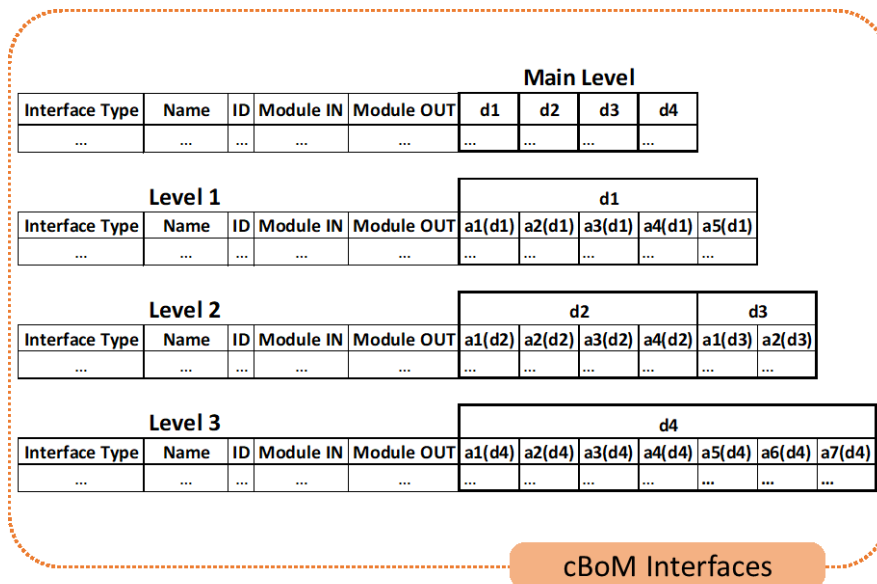 Main Level
Interface Type Name ID Module IN Module OUT d1 d2 d3 d4
... ... ... ... ... ... ... ... ...
Level 1 d1
Interface Type Name ID Module IN Module OUT a1(d1) a2(d1) a3(d1) a4(d1) a5(d1)
... ... ... ... ... ... ... ... ... ...
Level 2 d2 d3
Interface Type Name ID Module IN Module OUT a1(d2) a2(d2) a3(d2) a4(d2) a1(d3) a2(d3)
... ... ... ... ... ... ... ... ... ... ...
Level 3 d4
Interface Type Name ID Module IN Module OUT a1(d4) a2(d4) a3(d4) a4(d4) a5(d4) a6(d4) a7(d4)
... ... ... ... ... ... ... ... ... ... ... ...
cBoM Interfaces